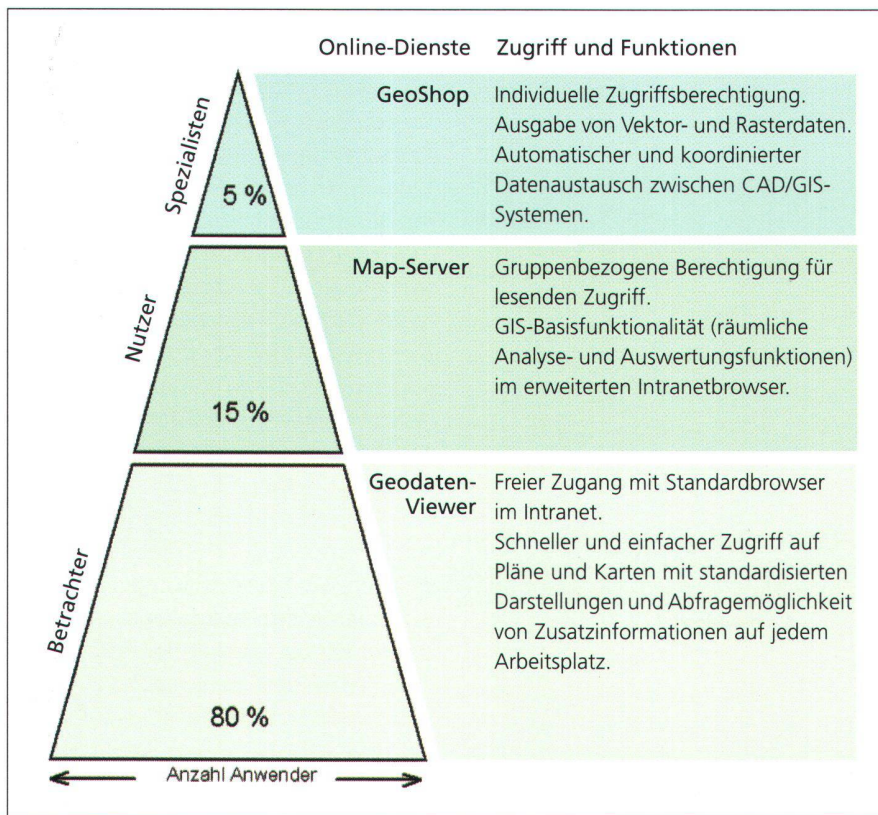 Online-Dienste Zugriff und Funktionen
Spezialisten
5 %
GeoShop
Individuelle Zugriffsberechtigung.
Ausgabe von Vektor- und Rasterdaten.
Automatischer und koordinierter
Datenaustausch zwischen CAD/GIS-
Systemen.
Nutzer
15 %
Map-Server
Gruppenbezogene Berechtigung für
lesenden Zugriff.
GIS-Basisfunktionalität (räumliche
Analyse- und Auswertungsfunktionen)
im erweiterten Intranetbrowser.
Betrachter
80 %
Geodaten-
Viewer
Freier Zugang mit Standardbrowser
im Intranet.
Schneller und einfacher Zugriff auf
Pläne und Karten mit standardisierten
Darstellungen und Abfragemöglichkeit
von Zusatzinformationen auf jedem
Arbeitsplatz.
Anzahl Anwender